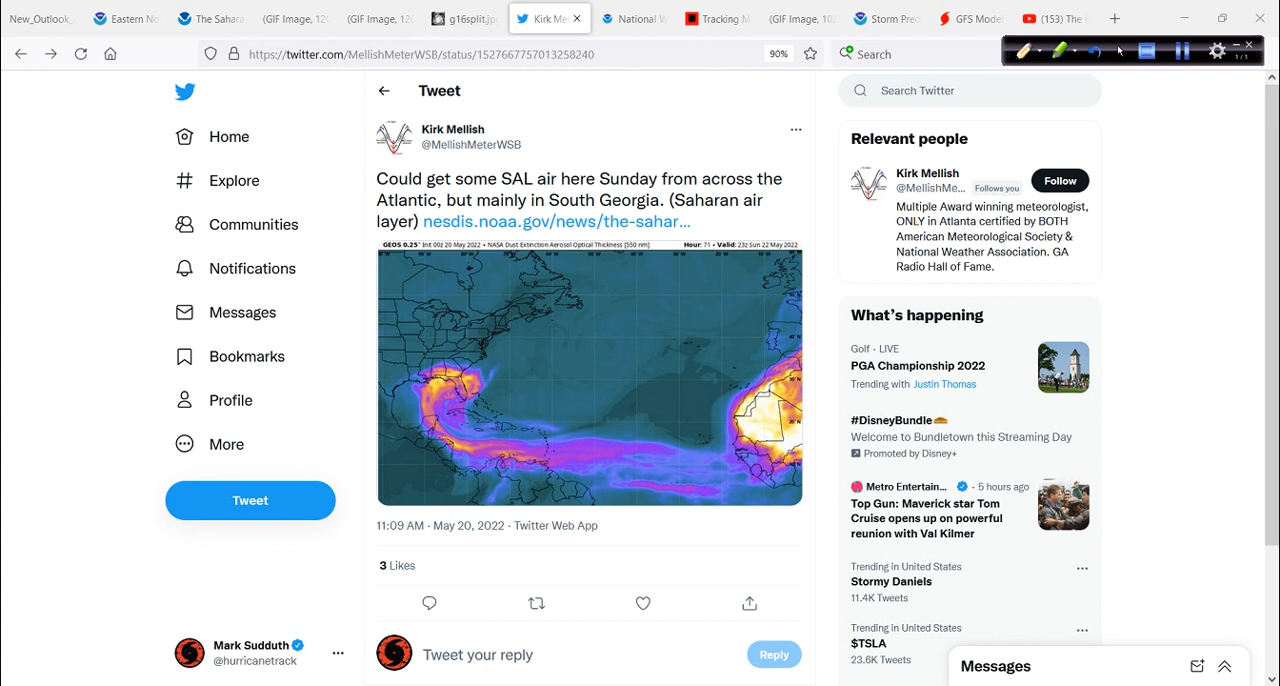 New_Outlook_
Eastern No
The Sahara
(GIF Image, 120
(GIF Image, 120
g16split.jp
Kirk Mel
National W
Tracking M
(GIF Image, 10
Storm Pred
GFS Mode
(153) The
https://twitter.com/MellishMeterWSB/status/1527667757013258240
90%
Search
1/1
Tweet
Search Twitter
Home
Explore
Communities
Notifications
Messages
Bookmarks
Profile
More
Tweet
Mark Sudduth
@hurricanetrack
Kirk Mellish
@MellishMeterWSB
Could get some SAL air here Sunday from across the
Atlantic, but mainly in South Georgia. (Saharan air
layer) nesdis.noaa.gov/news/the-sahar...
GEOS 0.25° Init 00z 20 May 2022 • NASA Dust Extinction Aerosol Optical Thickness [550 nm]
Hour: 71 • Valid: 23z Sun 22 May 2022
11:09 AM · May 20, 2022 · Twitter Web App
3 Likes
Tweet your reply
Reply
Relevant people
Kirk Mellish
@MellishMe...
Follows you
Follow
Multiple Award winning meteorologist,
ONLY in Atlanta certified by BOTH
American Meteorological Society &
National Weather Association. GA
Radio Hall of Fame.
What's happening
Golf · LIVE
PGA Championship 2022
Trending with Justin Thomas
#DisneyBundle
Welcome to Bundletown this Streaming Day
Promoted by Disney+
Metro Entertain...
· 5 hours ago
Top Gun: Maverick star Tom
Cruise opens up on powerful
reunion with Val Kilmer
Trending in United States
Stormy Daniels
11.4K Tweets
Trending in United States
$TSLA
23.6K Tweets
Messages